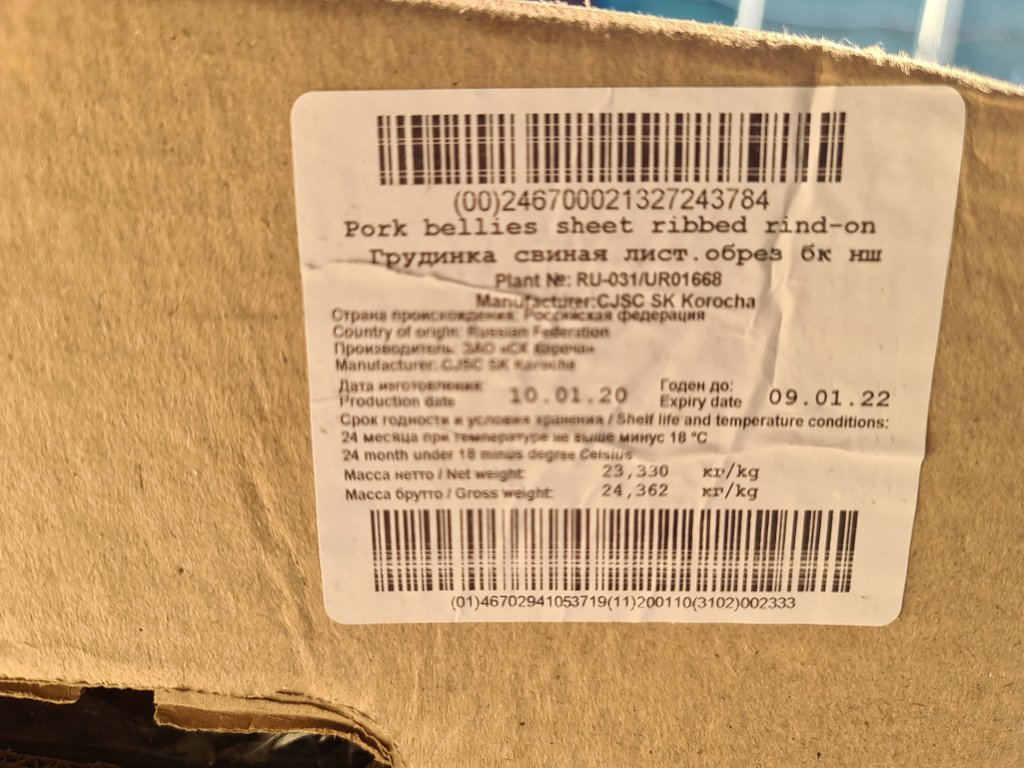 (00)246700021327243784
Pork bellies sheet ribbed rind-on
Грудинка свиная лист.обрез бк нш
Plant №: RU-031/UR01668
Manufacturer:CJSC SK Korocha
Страна происхождения: Российская федерация
Country of origin: Russian Federation
Производитель: ЗАО «СК Короча»
Manufacturer: CJSC SK Korocha
Дата изготовления
Production date
10.01.20
Годен до:
Expiry date
09.01.22
Срок годности и условия хранения / Shelf life and temperature conditions:
24 месяца при температуре не выше минус 18 °C
24 month under 18 minus degree Celsius
Масса нетто / Net weight: 23,330 кг/kg
Масса брутто / Gross weight: 24,362 кг/kg
(01)46702941053719(11)200110(3102)002333